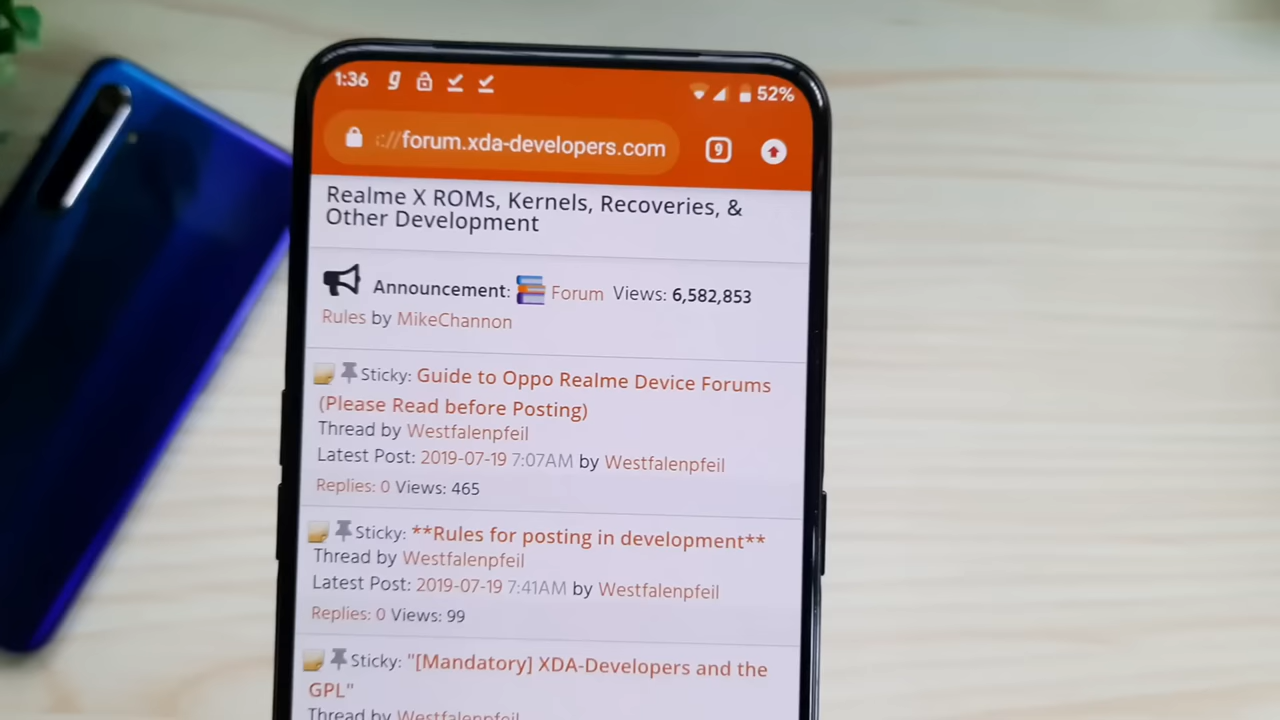 1:36 g 52%
://forum.xda-developers.com 9
Realme X ROMs, Kernels, Recoveries, &
Other Development
Announcement: Forum Views: 6,582,853
Rules by MikeChannon
Sticky: Guide to Oppo Realme Device Forums
(Please Read before Posting)
Thread by Westfalenpfeil
Latest Post: 2019-07-19 7:07AM by Westfalenpfeil
Replies: 0 Views: 465
Sticky: **Rules for posting in development**
Thread by Westfalenpfeil
Latest Post: 2019-07-19 7:41AM by Westfalenpfeil
Replies: 0 Views: 99
Sticky: "[Mandatory] XDA-Developers and the
GPL"
Thread by Westfalenpfeil